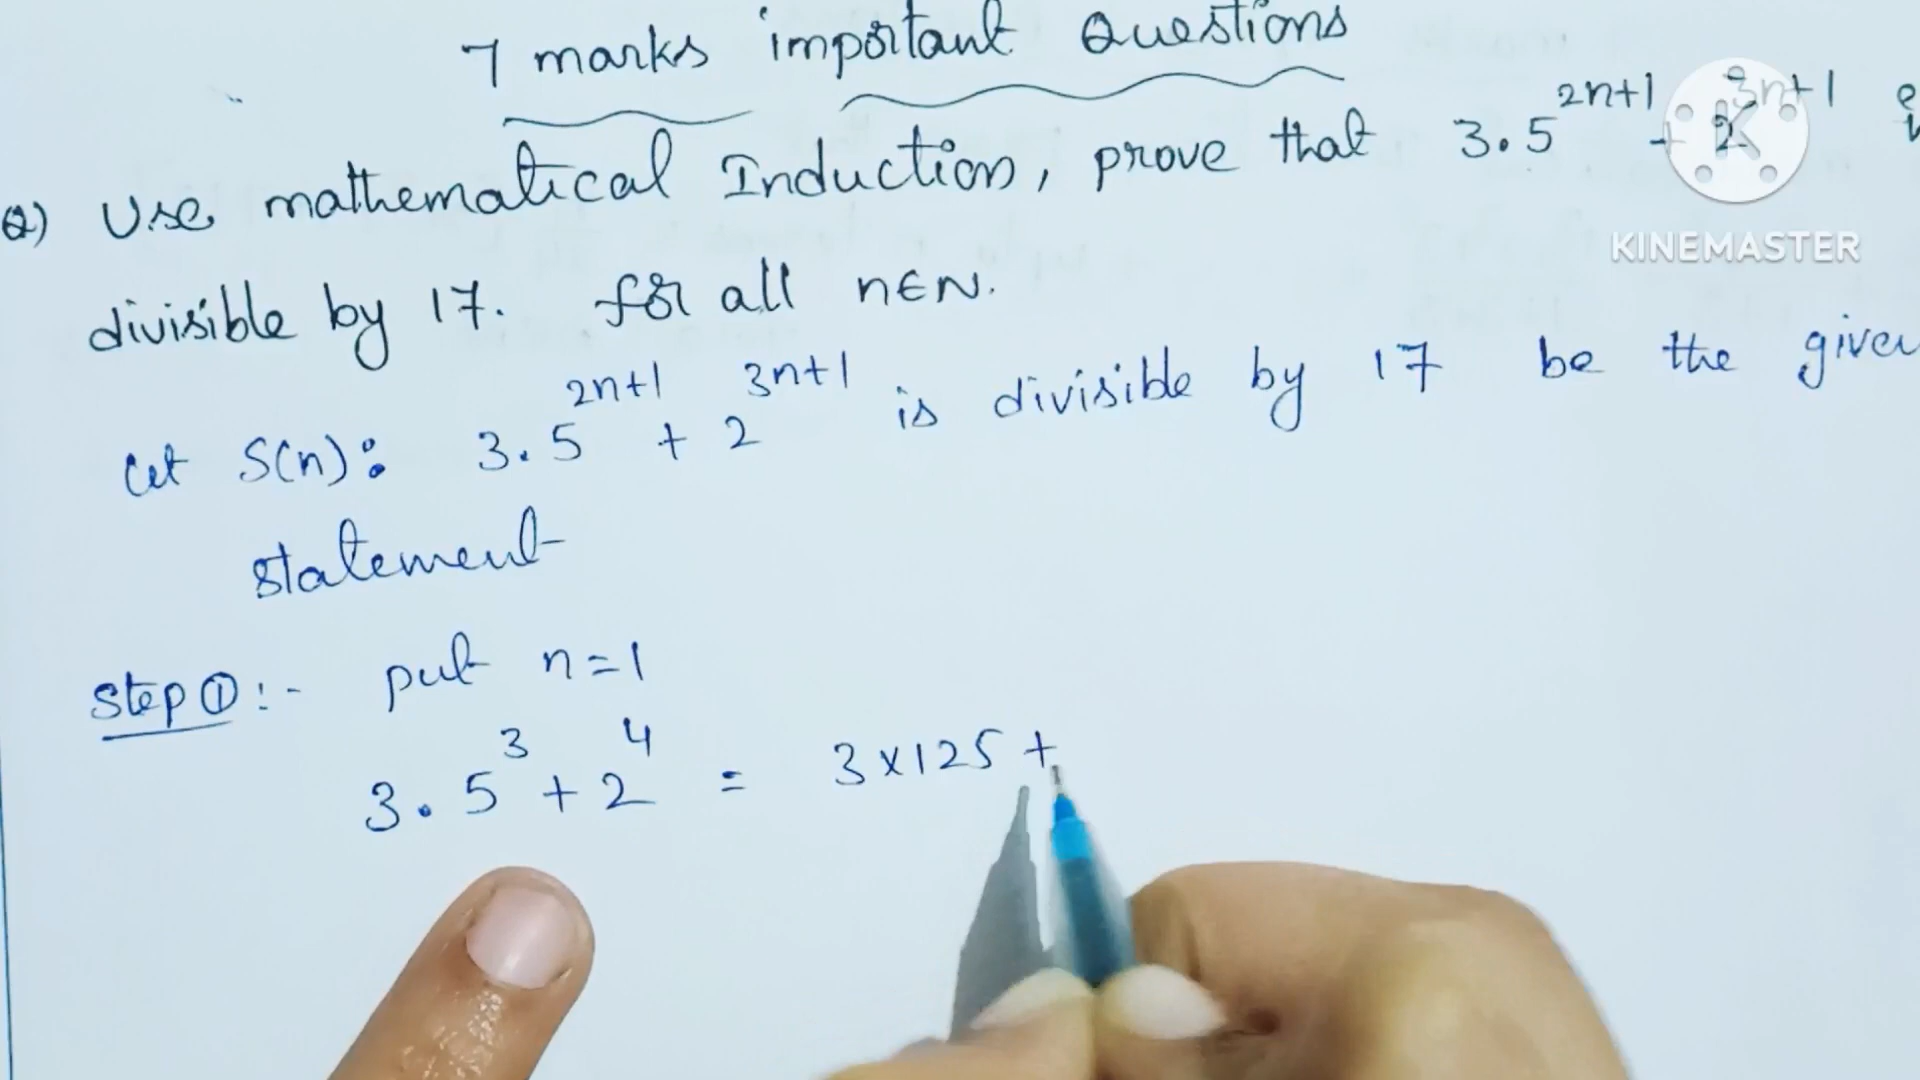 7 marks important Questions
Q) Use mathematical Induction, prove that 3.5^2n+1 + 2^3n+1
KINEMASTER
divisible by 17. for all n∈N.
Let S(n): 3.5^2n+1 + 2^3n+1 is divisible by 17 be the given
statement
Step ①:- put n=1
3.5^3 + 2^4 = 3×125 +